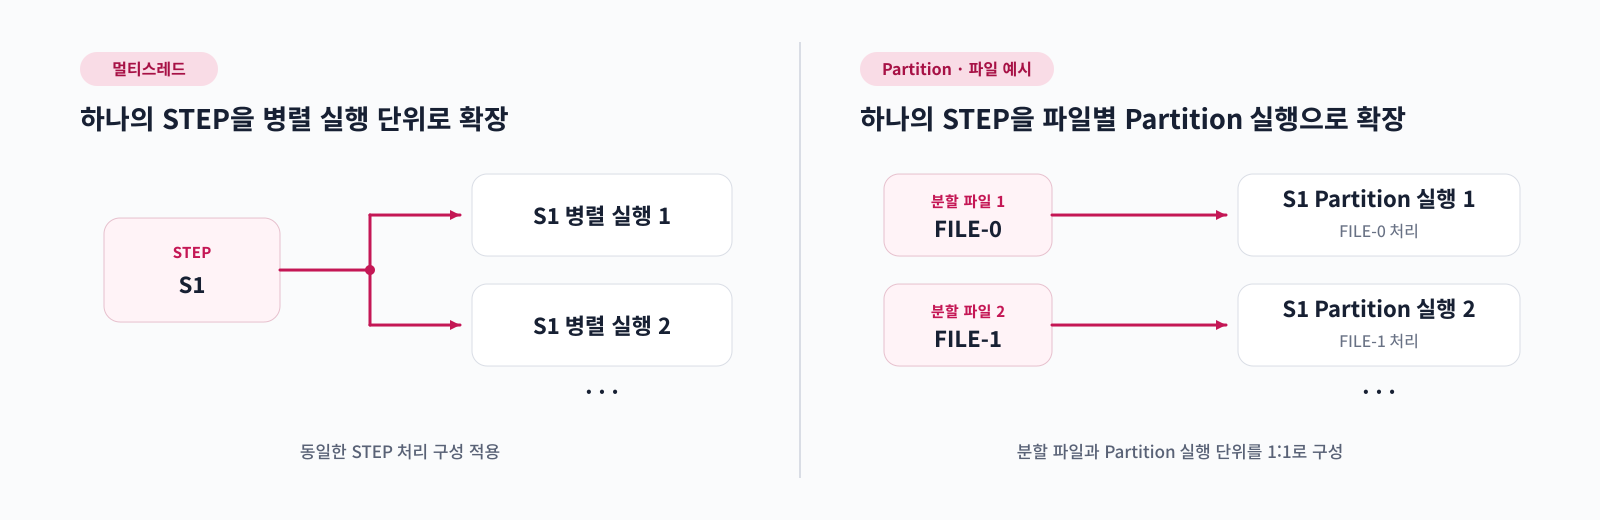 멀티스레드
하나의 STEP을 병렬 실행 단위로 확장
STEP
S1
S1 병렬 실행 1
S1 병렬 실행 2
...
동일한 STEP 처리 구성 적용
Partition · 파일 예시
하나의 STEP을 파일별 Partition 실행으로 확장
분할 파일 1
FILE-0
S1 Partition 실행 1
FILE-0 처리
분할 파일 2
FILE-1
S1 Partition 실행 2
FILE-1 처리
...
분할 파일과 Partition 실행 단위를 1:1로 구성